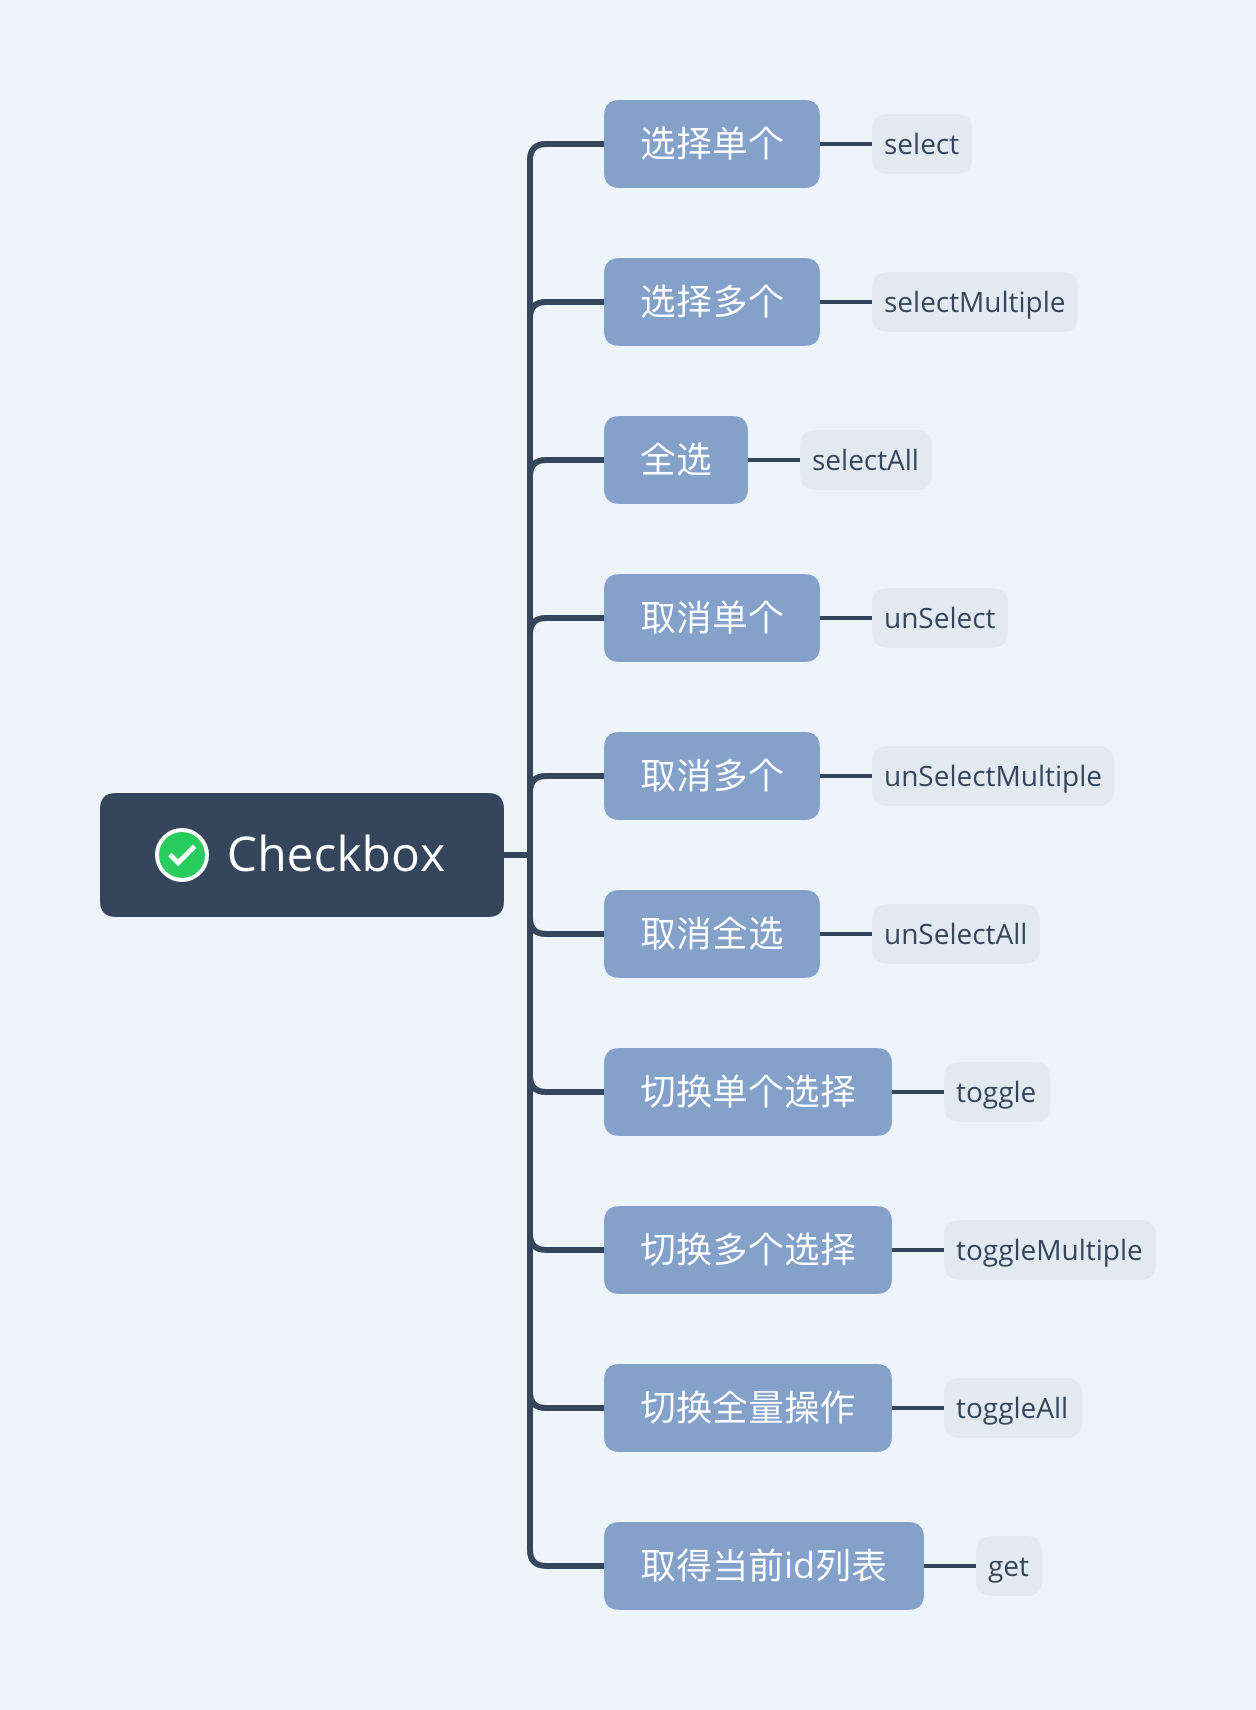 选择单个
select
选择多个
selectMultiple
全选
selectAll
取消单个
unSelect
取消多个
unSelectMultiple
Checkbox
取消全选
unSelectAll
切换单个选择
toggle
切换多个选择
toggleMultiple
切换全量操作
toggleAll
取得当前id列表
get